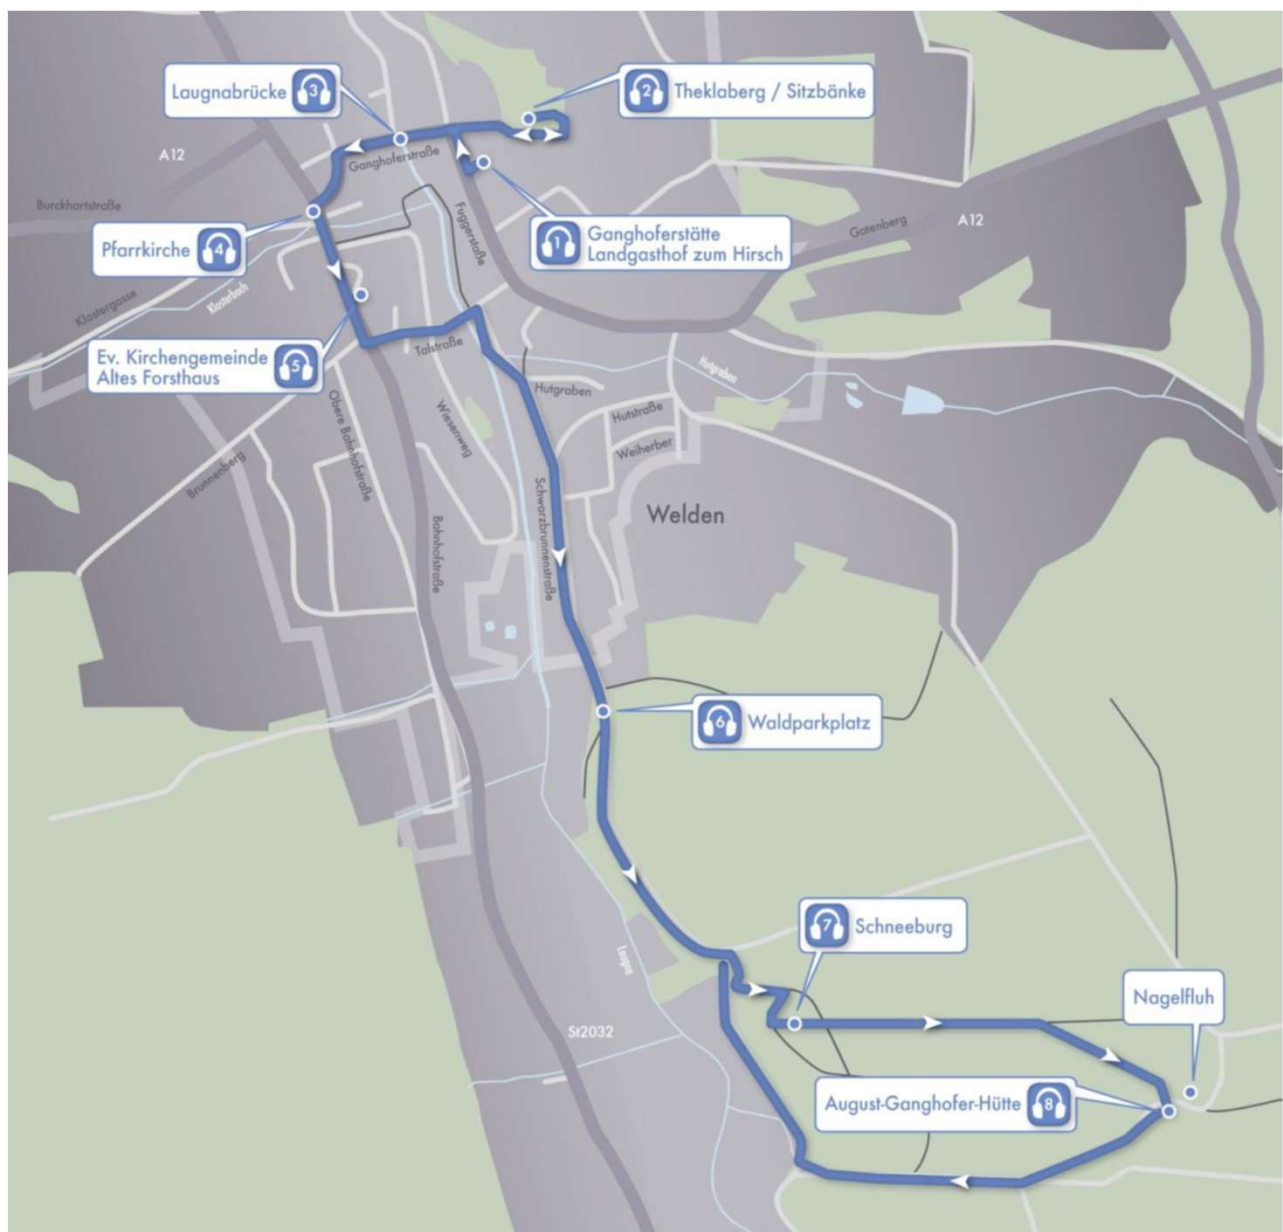 Laugnabrücke 3
2 Theklaberg / Sitzbänke
A12
Ganghoferstraße
Burckhartstraße
Pfarrkirche 4
Fuggerstaße
1 Ganghoferstätte
Landgasthof zum Hirsch
Gatenberg
A12
Klostergasse
Klosterbach
Ev. Kirchengemeinde
Altes Forsthaus
5
Talstraße
Hutgraben
Hutgraben
Obere Bahnhofstraße
Wiesenweg
Hutstraße
Weiherber
Brunnenberg
Bahnhofstraße
Schwarzbrunnenstraße
Welden
6 Waldparkplatz
7 Schneeburg
Laugna
Nagelfluh
St2032
August-Ganghofer-Hütte 8